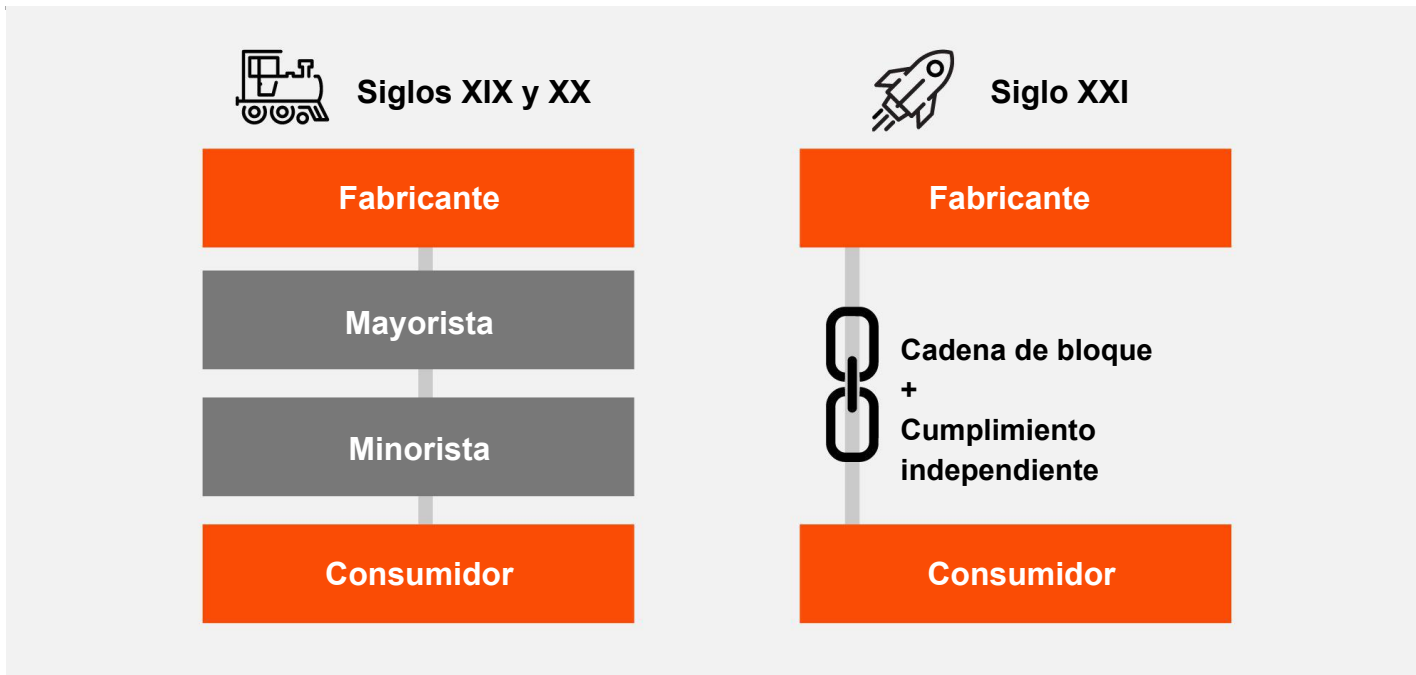 Siglos XIX y XX
Fabricante
Mayorista
Minorista
Consumidor
Siglo XXI
Fabricante
Cadena de bloque
+
Cumplimiento
independiente
Consumidor